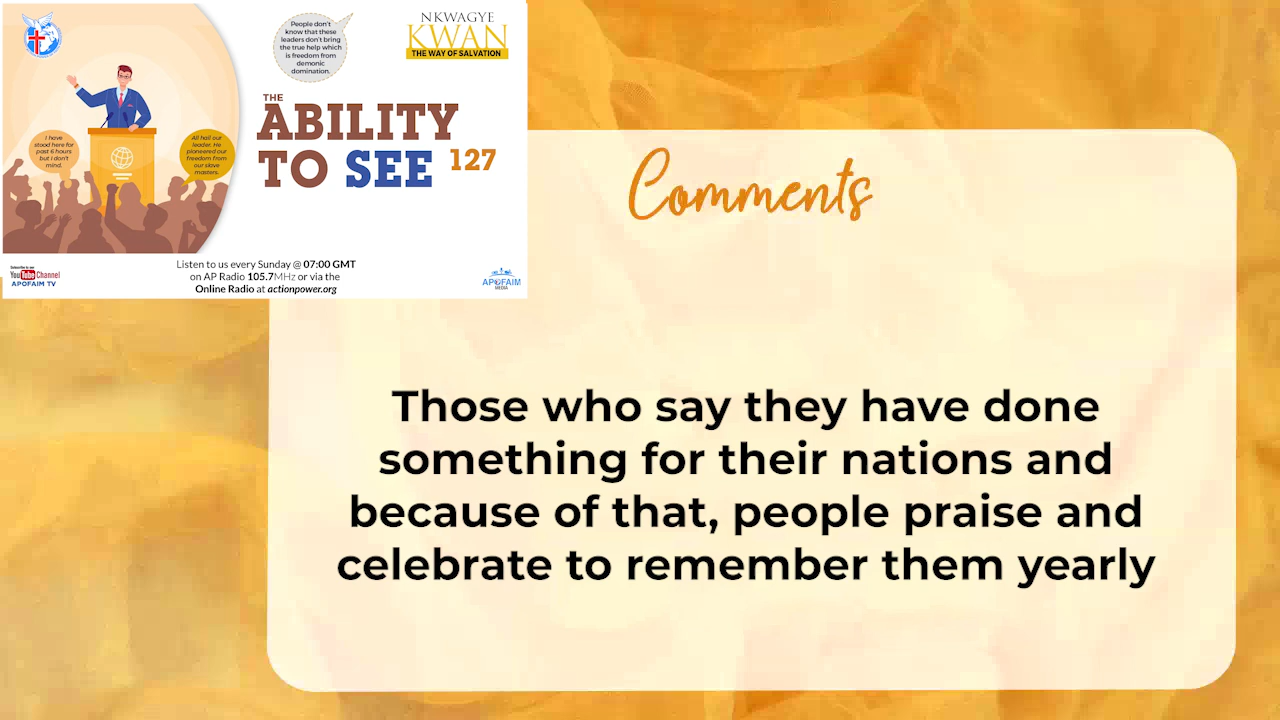 People don't
know that these
leaders don't bring
the true help which
is freedom from
demonic
domination.
NKWAGYE
KWAN
THE WAY OF SALVATION
THE
ABILITY
TO SEE 127
I have
stood here for
past 6 hours
but I don't
mind.
All hail our
leader. He
pioneered our
freedom from
our slave
masters.
Subscribe to our
YouTube Channel
APOFAIM TV
Listen to us every Sunday @ 07:00 GMT
on AP Radio 105.7MHz or via the
Online Radio at actionpower.org
APOFAIM
MEDIA
Comments
Those who say they have done
something for their nations and
because of that, people praise and
celebrate to remember them yearly